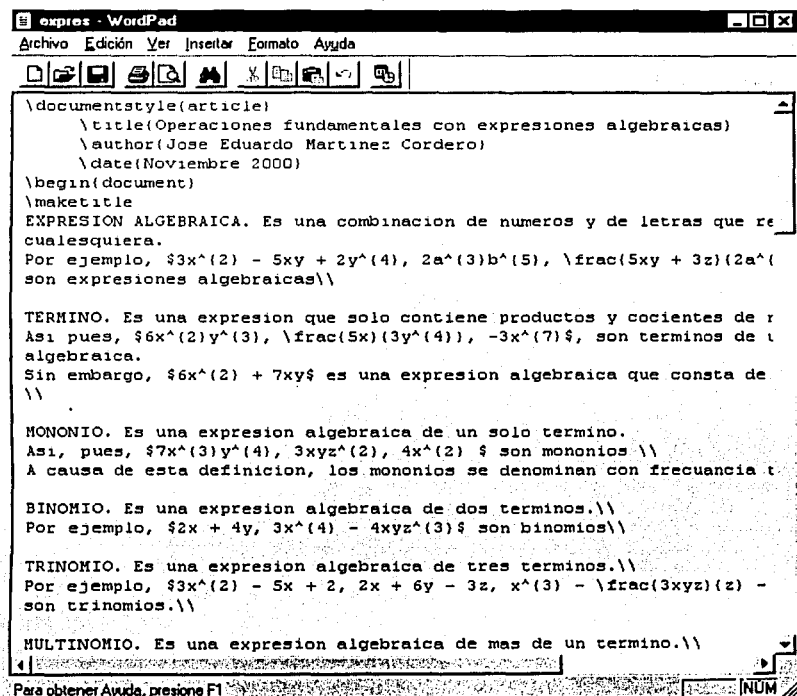 expres - WordPad
Archivo Edición Ver Insertar Formato Ayuda
\documentstyle{article}
\title{Operaciones fundamentales con expresiones algebraicas}
\author{Jose Eduardo Martinez Cordero}
\date{Noviembre 2000}
\begin{document}
\maketitle
EXPRESION ALGEBRAICA. Es una combinacion de numeros y de letras que re
cualesquiera.
Por ejemplo, $3x^{2} - 5xy + 2y^{4}, 2a^{3}b^{5}, \frac{5xy + 3z}{2a^{
son expresiones algebraicas\\
TERMINO. Es una expresion que solo contiene productos y cocientes de
Asi pues, $6x^{2}y^{3}, \frac{5x}{3y^{4}}, -3x^{7}$, son terminos de
algebraica.
Sin embargo, $6x^{2} + 7xy$ es una expresion algebraica que consta de
\\
MONONIO. Es una expresion algebraica de un solo termino.
Asi, pues, $7x^{3}y^{4}, 3xyz^{2}, 4x^{2} $ son mononios \\
A causa de esta definicion, los mononios se denominan con frecuancia t
BINOMIO. Es una expresion algebraica de dos terminos.\\
Por ejemplo, $2x + 4y, 3x^{4} - 4xyz^{3}$ son binomios\\
TRINOMIO. Es una expresion algebraica de tres terminos.\\
Por ejemplo, $3x^{2} - 5x + 2, 2x + 6y - 3z, x^{3} - \frac{3xyz}{z} -
son trinomios.\\
MULTINOMIO. Es una expresion algebraica de mas de un termino.\\
Para obtener Ayuda, presione F1
NUM